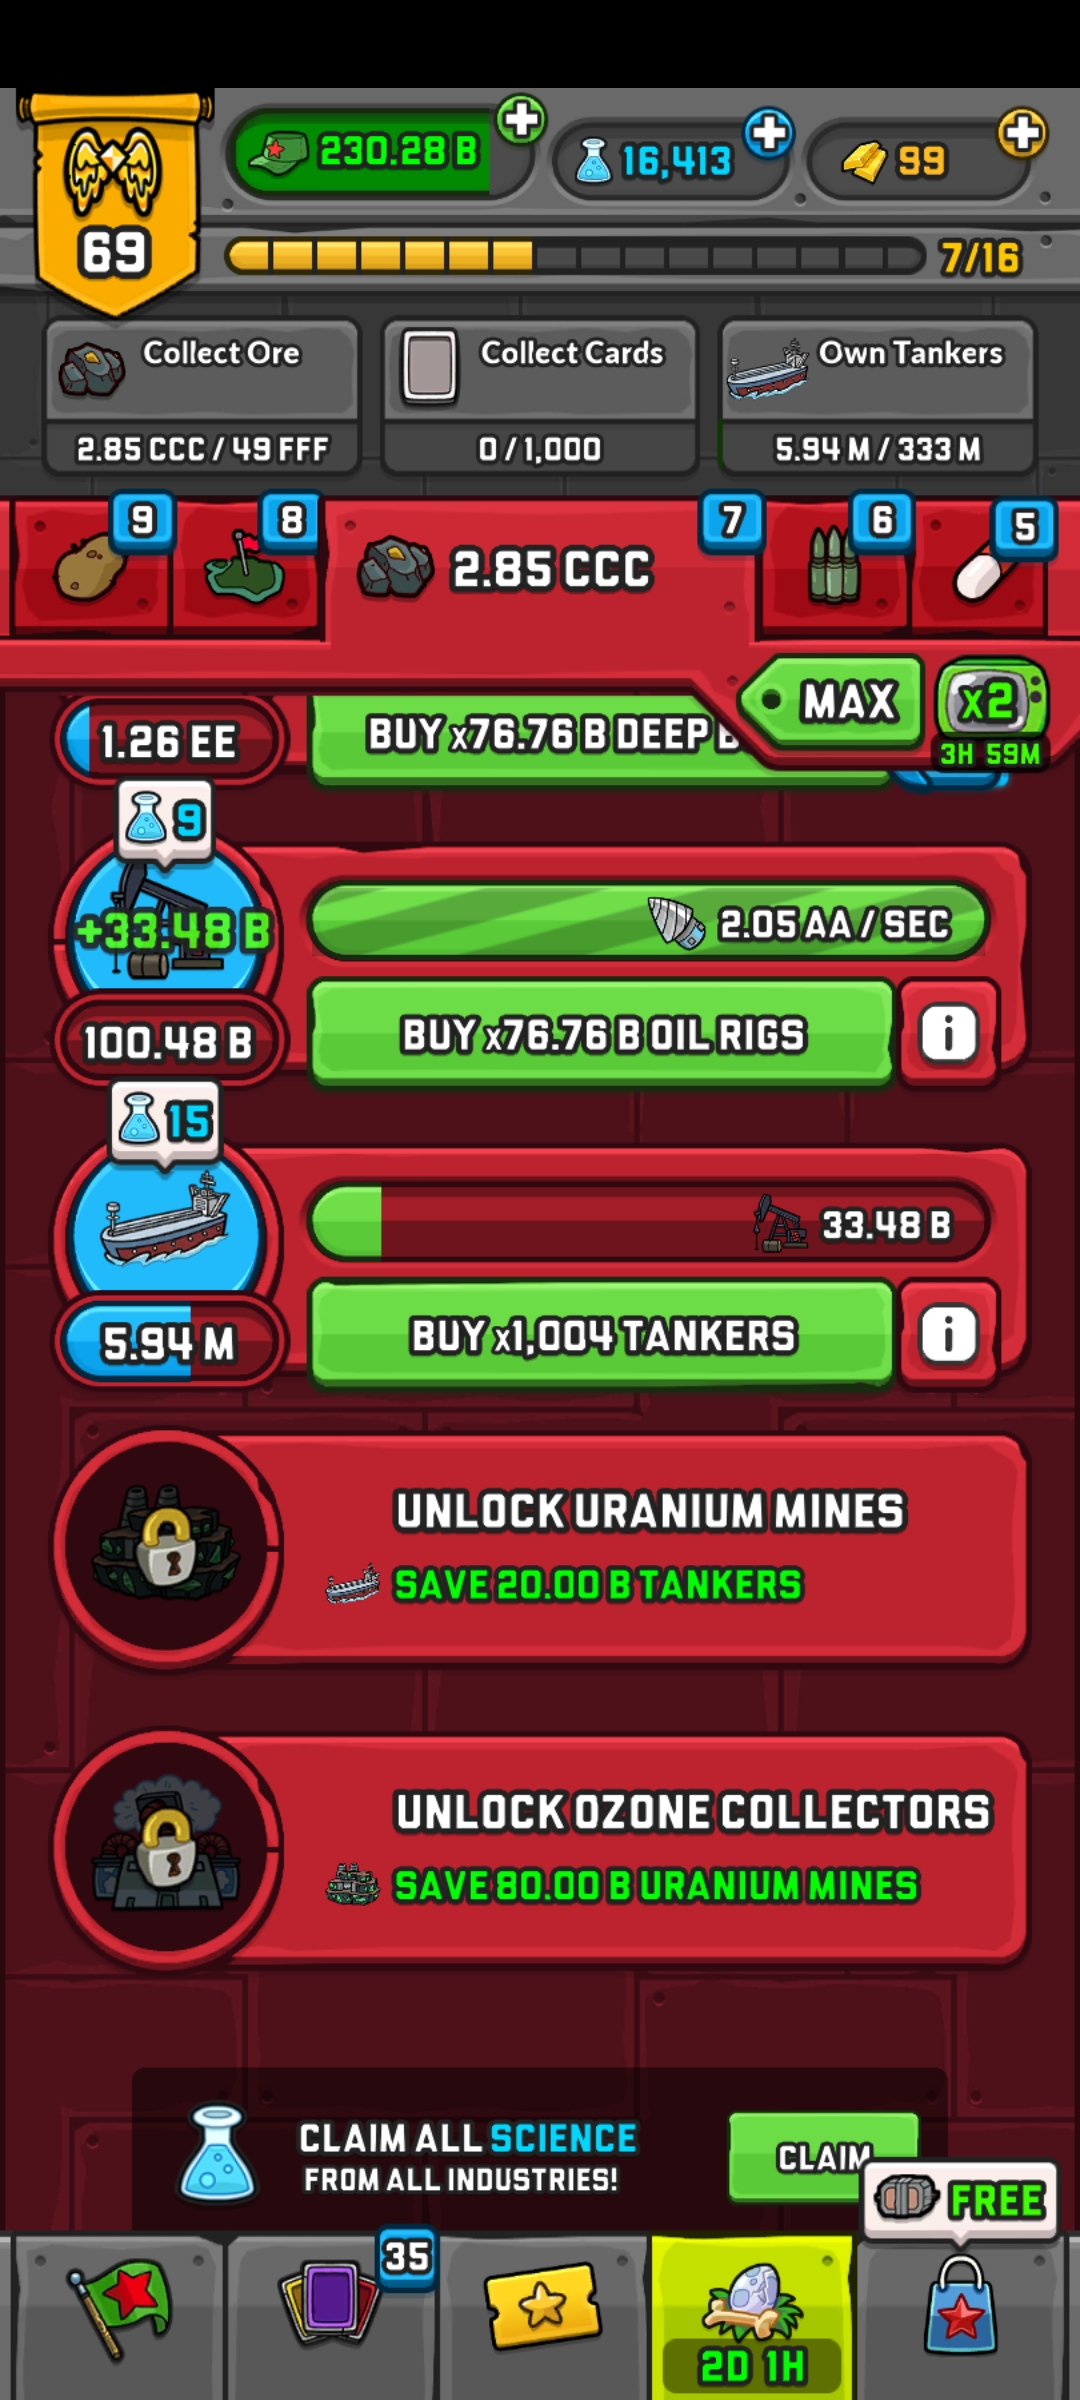 69
230.28 B
16,413
99
7/16
Collect Ore
2.85 CCC / 49 FFF
Collect Cards
0 / 1,000
Own Tankers
5.94 M / 333 M
9
8
2.85 CCC
7
6
5
MAX
x2
3H 59M
1.26 EE
BUY x76.76 B DEEP B
9
+33.48 B
2.05 AA / SEC
100.48 B
BUY x76.76 B OIL RIGS
i
15
33.48 B
5.94 M
BUY x1,004 TANKERS
i
UNLOCK URANIUM MINES
SAVE 20.00 B TANKERS
UNLOCK OZONE COLLECTORS
SAVE 80.00 B URANIUM MINES
CLAIM ALL SCIENCE
FROM ALL INDUSTRIES!
CLAIM
FREE
35
2D 1H